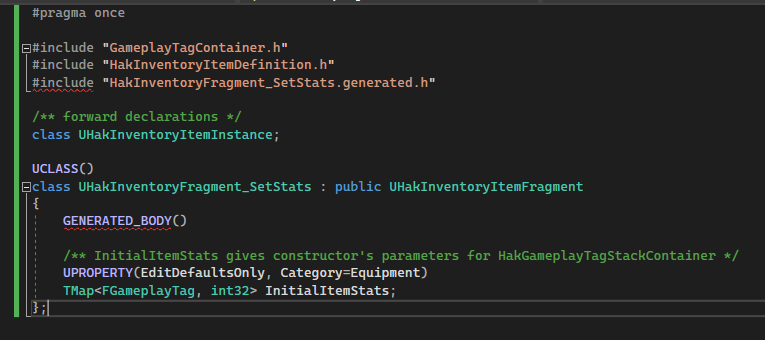 #pragma once
#include "GameplayTagContainer.h"
#include "HakInventoryItemDefinition.h"
#include "HakInventoryFragment_SetStats.generated.h"
/** forward declarations */
class UHakInventoryItemInstance;
UCLASS()
class UHakInventoryFragment_SetStats : public UHakInventoryItemFragment
{
GENERATED_BODY()
/** InitialItemStats gives constructor's parameters for HakGameplayTagStackContainer */
UPROPERTY(EditDefaultsOnly, Category=Equipment)
TMap<FGameplayTag, int32> InitialItemStats;
};